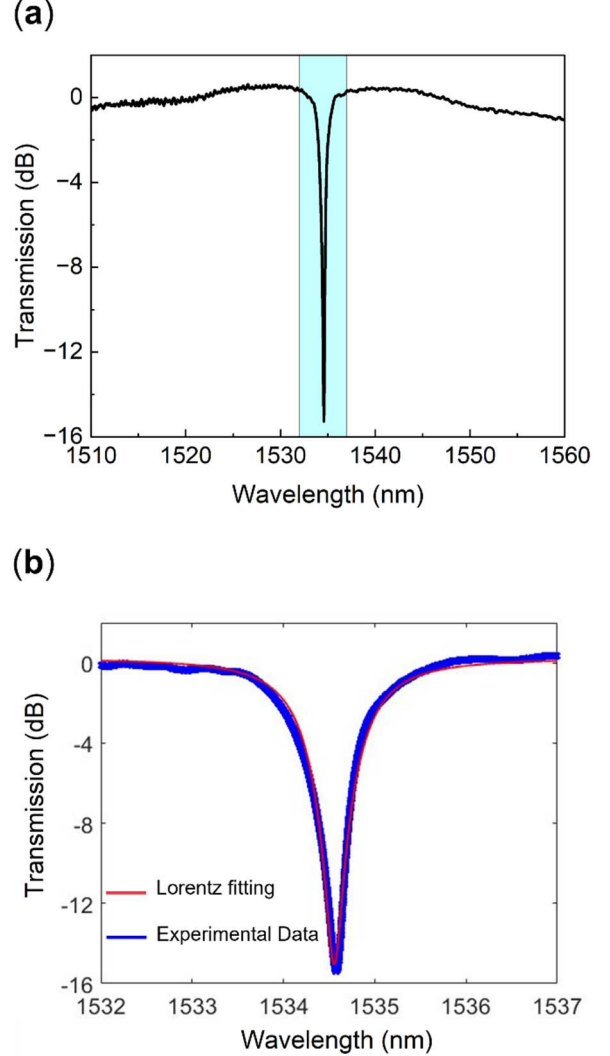 (a)
Transmission (dB)
0
−4
−8
−12
−16
1510 1520 1530 1540 1550 1560
Wavelength (nm)
(b)
Transmission (dB)
0
-4
-8
-12
-16
Lorentz fitting
Experimental Data
1532 1533 1534 1535 1536 1537
Wavelength (nm)